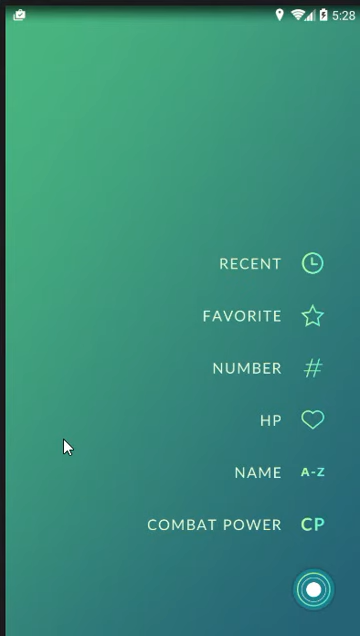 5:28
RECENT
FAVORITE
NUMBER #
HP
NAME A-Z
COMBAT POWER CP